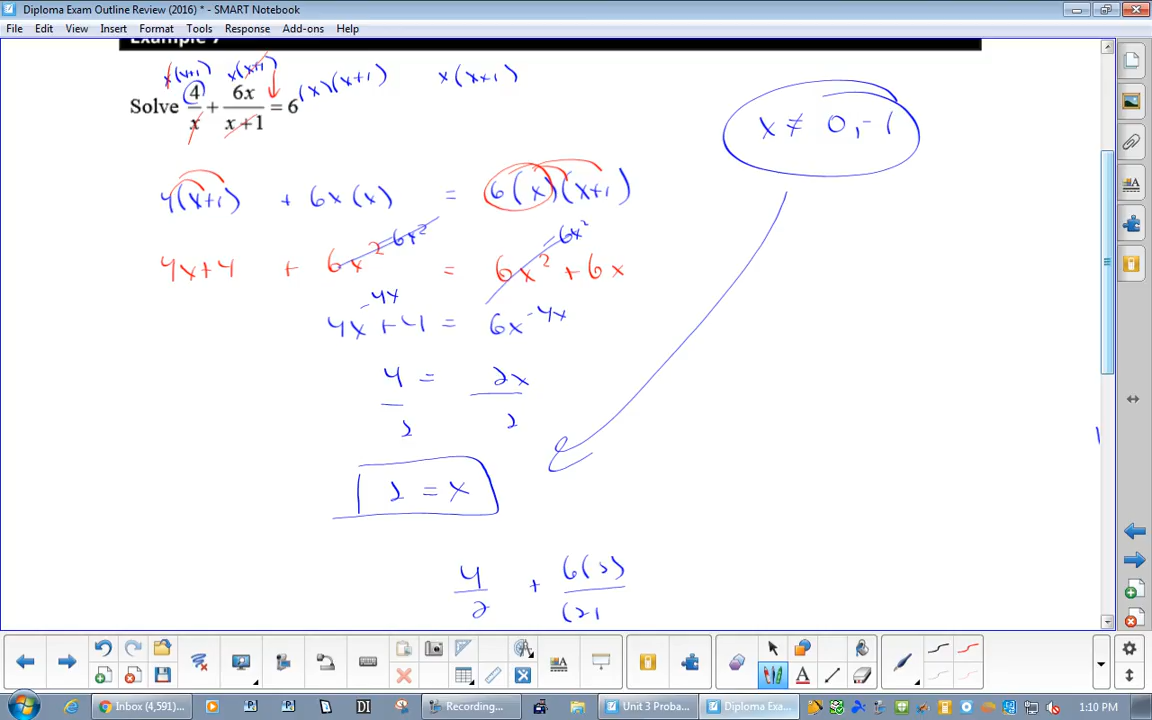 Diploma Exam Outline Review (2016) * - SMART Notebook
File Edit View Insert Format Tools Response Add-ons Help
x(x+1) x(x+1) (x)(x+1) x(x+1)
Solve 4/x + 6x/(x+1) = 6
x ≠ 0, -1
4(x+1) + 6x(x) = 6(x)(x+1)
-6x² -6x²
4x+4 + 6x² = 6x² + 6x
-4x
4x+4 = 6x -4x
4 = 2x
2 2
2 = x
4 + 6(2)
2 (2+
Inbox (4,591)...
Recording...
Unit 3 Proba...
Diploma Exa...
DI
1:10 PM